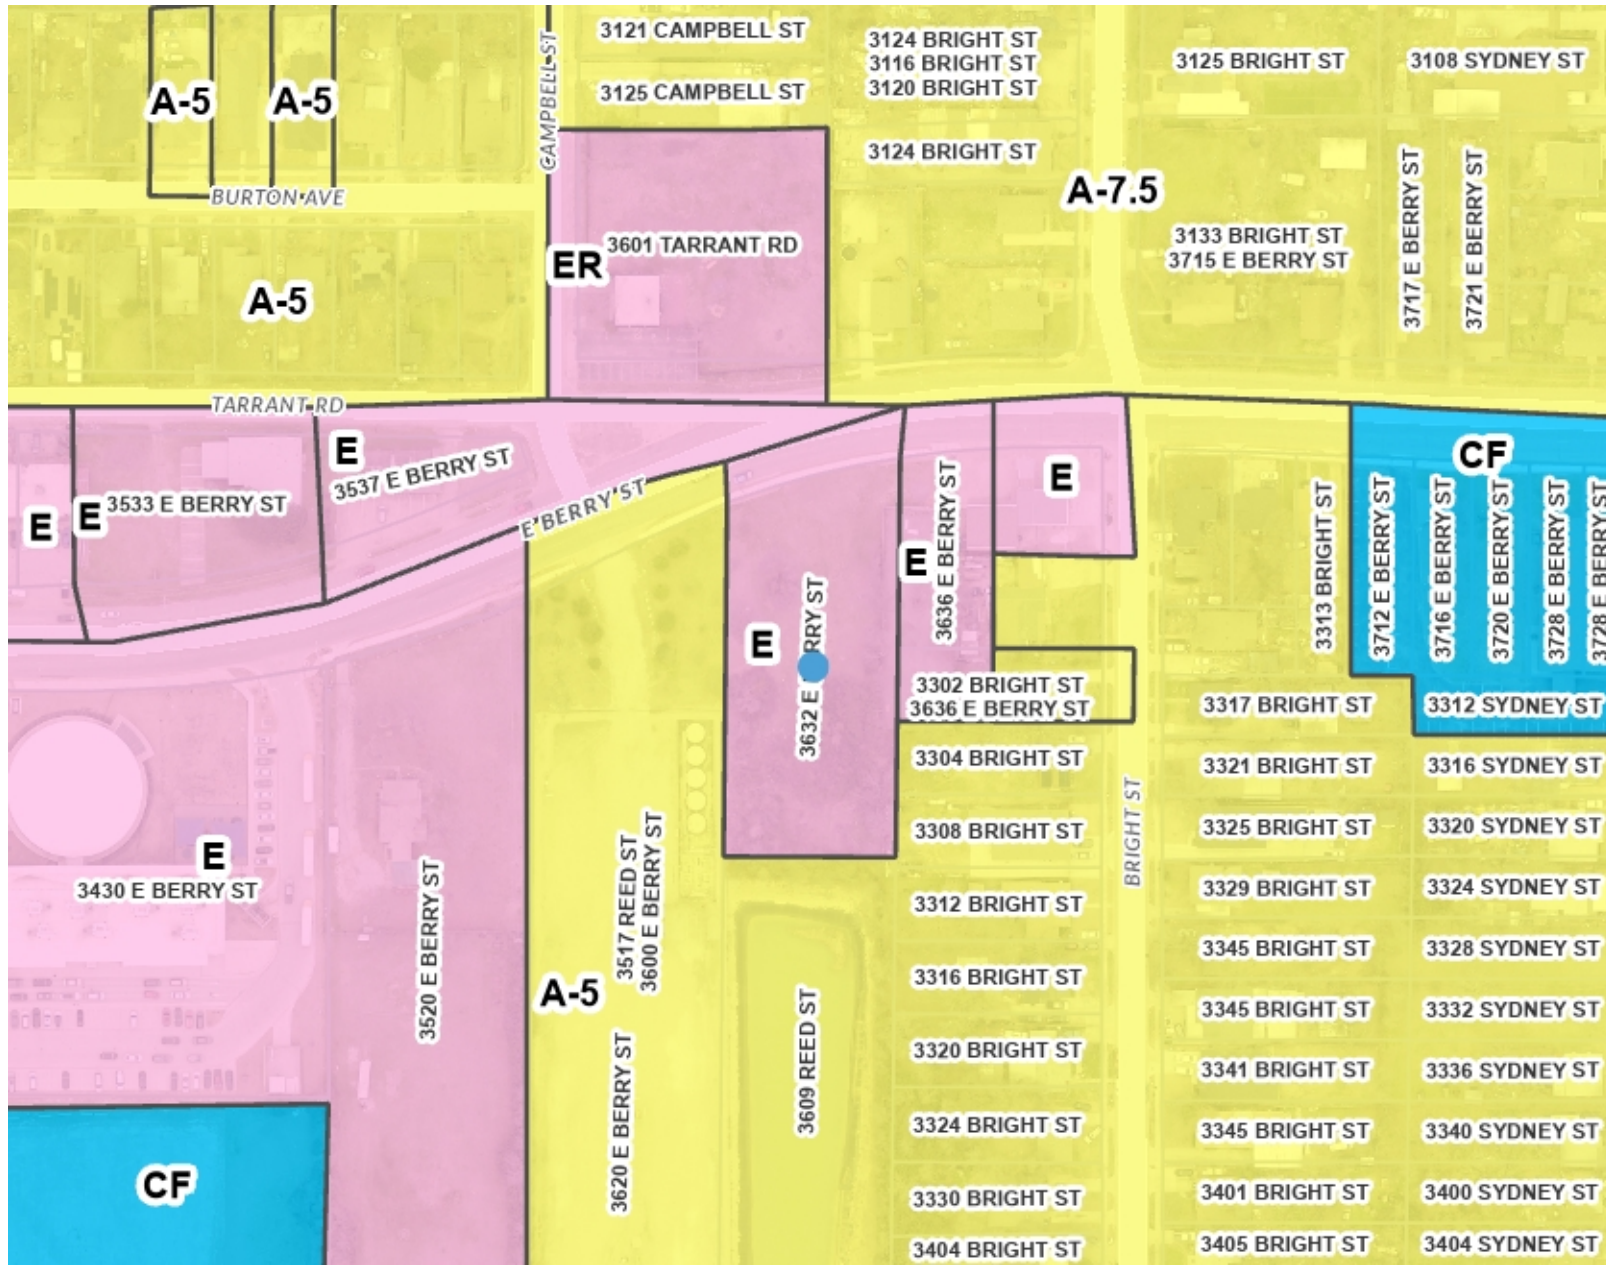 3121 CAMPBELL ST
3124 BRIGHT ST
3116 BRIGHT ST
3120 BRIGHT ST
3125 BRIGHT ST
3108 SYDNEY ST
A-5
A-5
CAMPBELL ST
3125 CAMPBELL ST
3124 BRIGHT ST
A-7.5
BURTON AVE
3601 TARRANT RD
ER
3133 BRIGHT ST
3715 E BERRY ST
3717 E BERRY ST
3721 E BERRY ST
A-5
TARRANT RD
E
3537 E BERRY ST
E
E
3533 E BERRY ST
E BERRY ST
E
3632 E
RRY ST
E
3636 E BERRY ST
E
3313 BRIGHT ST
CF
3712 E BERRY ST
3716 E BERRY ST
3720 E BERRY ST
3728 E BERRY ST
3728 E BERRY ST
3302 BRIGHT ST
3636 E BERRY ST
3317 BRIGHT ST
3312 SYDNEY ST
3304 BRIGHT ST
3321 BRIGHT ST
3316 SYDNEY ST
3308 BRIGHT ST
BRIGHT ST
3325 BRIGHT ST
3320 SYDNEY ST
E
3430 E BERRY ST
3520 E BERRY ST
3517 REED ST
3600 E BERRY ST
3312 BRIGHT ST
3329 BRIGHT ST
3324 SYDNEY ST
A-5
3316 BRIGHT ST
3345 BRIGHT ST
3328 SYDNEY ST
3609 REED ST
3345 BRIGHT ST
3332 SYDNEY ST
3320 BRIGHT ST
3341 BRIGHT ST
3336 SYDNEY ST
3620 E BERRY ST
3324 BRIGHT ST
3345 BRIGHT ST
3340 SYDNEY ST
CF
3330 BRIGHT ST
3401 BRIGHT ST
3400 SYDNEY ST
3404 BRIGHT ST
3405 BRIGHT ST
3404 SYDNEY ST